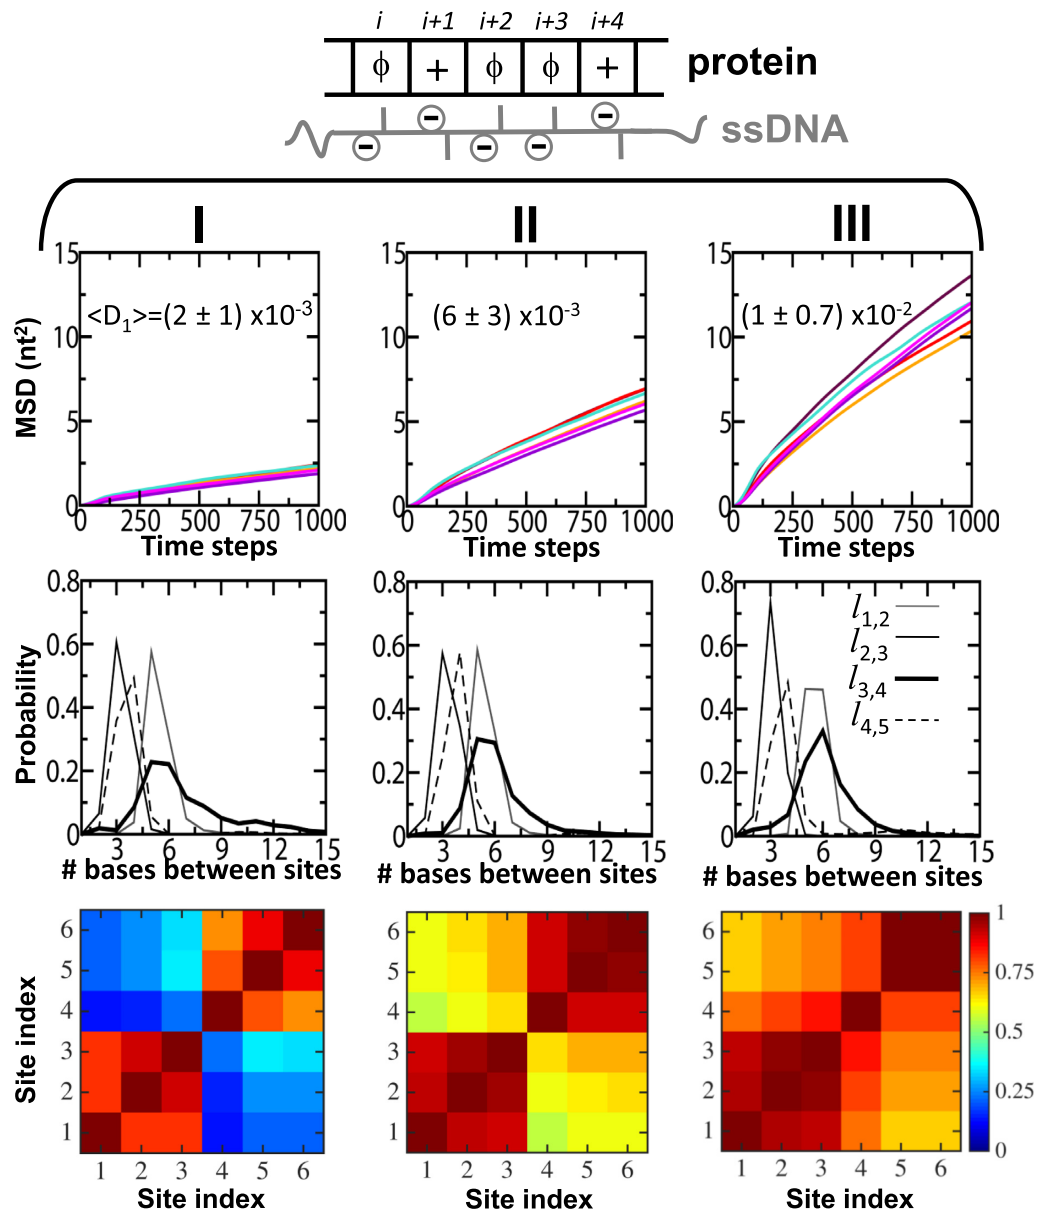 i i+1 i+2 i+3 i+4
ϕ + ϕ ϕ + protein
- - - - - ssDNA
I II III
15 15 15
<D1>=(2 ± 1) x10-3 (6 ± 3) x10-3 (1 ± 0.7) x10-2
10 10 10
MSD (nt2)
5 5 5
0 0 0
0 250 500 750 1000 0 250 500 750 1000 0 250 500 750 1000
Time steps Time steps Time steps
0.8 0.8 0.8
l1,2
0.6 0.6 0.6
l2,3
l3,4
0.4 0.4 0.4
l4,5
Probability
0.2 0.2 0.2
0 0 0
3 6 9 12 15 3 6 9 12 15 3 6 9 12 15
# bases between sites # bases between sites # bases between sites
6 6 6 1
5 5 5 0.75
4 4 4
Site index 0.5
3 3 3
2 2 2 0.25
1 1 1 0
1 2 3 4 5 6 1 2 3 4 5 6 1 2 3 4 5 6
Site index Site index Site index